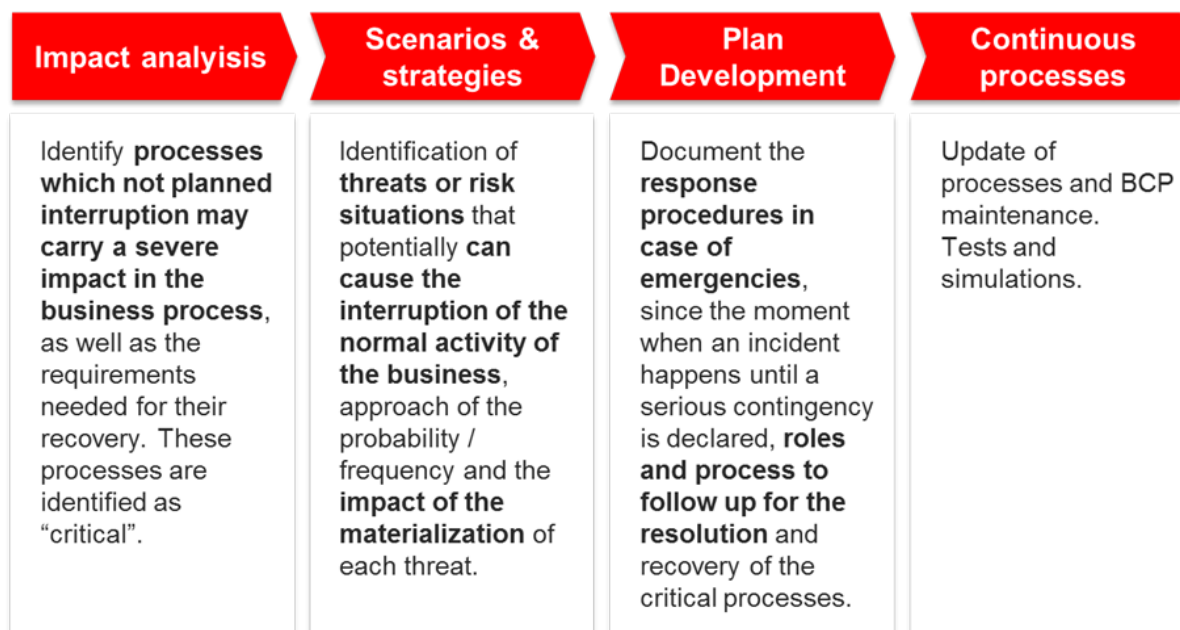 Impact analyisis
Identify processes
which not planned
interruption may
carry a severe
impact in the
business process,
as well as the
requirements
needed for their
recovery. These
processes are
identified as
“critical”.
Scenarios &
strategies
Identification of
threats or risk
situations that
potentially can
cause the
interruption of the
normal activity of
the business,
approach of the
probability /
frequency and the
impact of the
materialization of
each threat.
Plan
Development
Document the
response
procedures in
case of
emergencies,
since the moment
when an incident
happens until a
serious contingency
is declared, roles
and process to
follow up for the
resolution and
recovery of the
critical processes.
Continuous
processes
Update of
processes and BCP
maintenance.
Tests and
simulations.